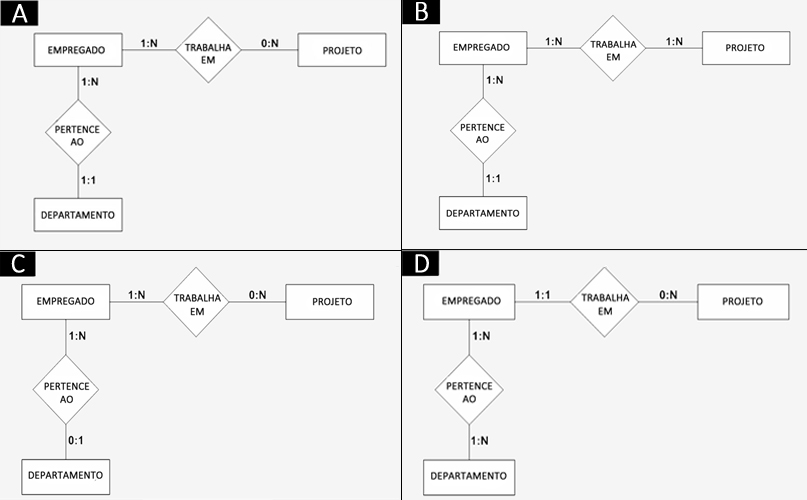 A
EMPREGADO
1:N
TRABALHA
EM
0:N
PROJETO
1:N
PERTENCE
AO
1:1
DEPARTAMENTO
B
EMPREGADO
1:N
TRABALHA
EM
1:N
PROJETO
1:N
PERTENCE
AO
1:1
DEPARTAMENTO
C
EMPREGADO
1:N
TRABALHA
EM
0:N
PROJETO
1:N
PERTENCE
AO
0:1
DEPARTAMENTO
D
EMPREGADO
1:1
TRABALHA
EM
0:N
PROJETO
1:N
PERTENCE
AO
1:N
DEPARTAMENTO